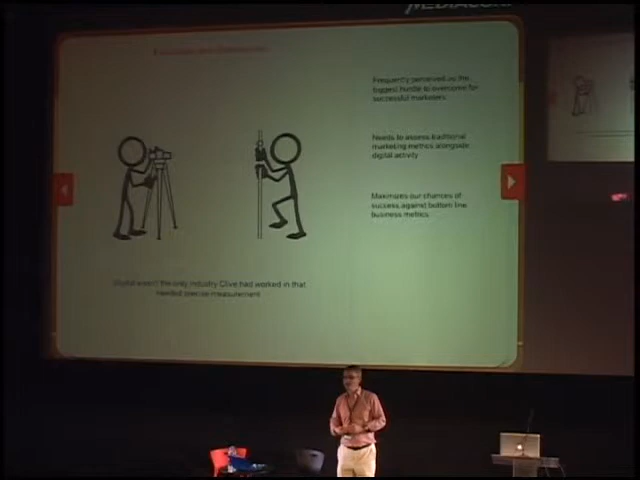 MEDIACOM
Frequently perceived as the
biggest hurdle to overcome for
successful marketers
Needs to assess traditional
marketing metrics alongside
digital activity
Maximizes our chances of
success against bottom line
business metrics
Digital wasn't the only industry Clive had worked in that
needed precise measurement